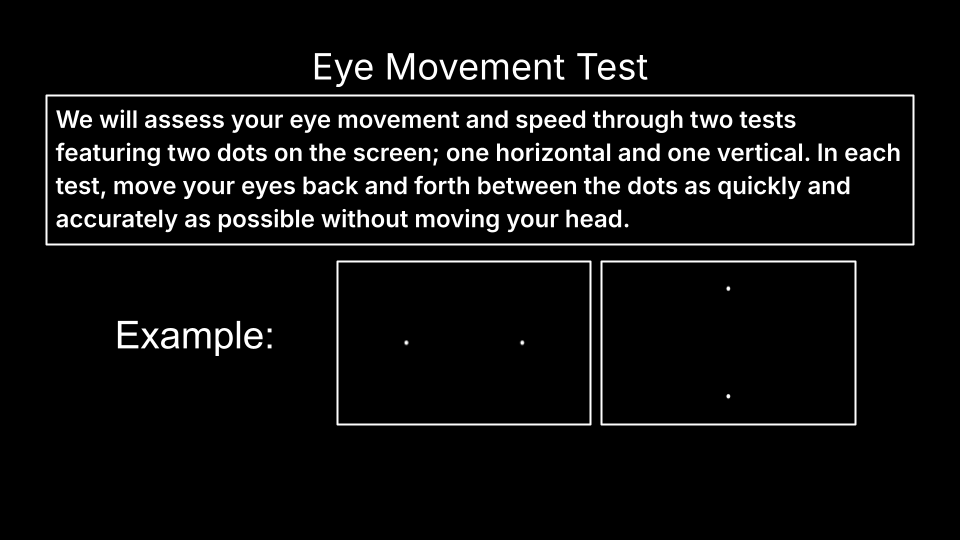 Eye Movement Test
We will assess your eye movement and speed through two tests
featuring two dots on the screen; one horizontal and one vertical. In each
test, move your eyes back and forth between the dots as quickly and
accurately as possible without moving your head.
Example: